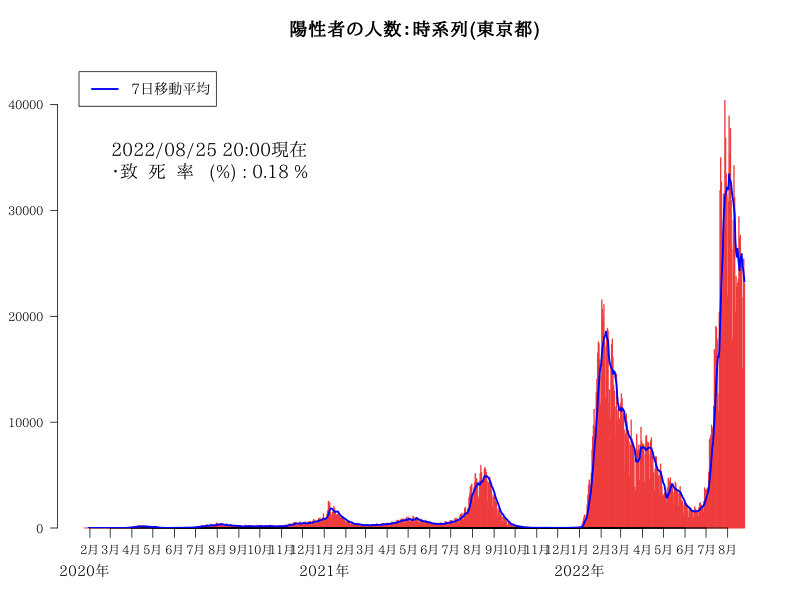 陽性者の人数:時系列(東京都)
7日移動平均
2022/08/25 20:00現在
・致 死 率 (%) : 0.18 %
40000
30000
20000
10000
0
2月 3月 4月 5月 6月 7月 8月 9月 10月 11月 12月 1月 2月 3月 4月 5月 6月 7月 8月 9月 10月 11月 12月 1月 2月 3月 4月 5月 6月 7月 8月
2020年 2021年 2022年